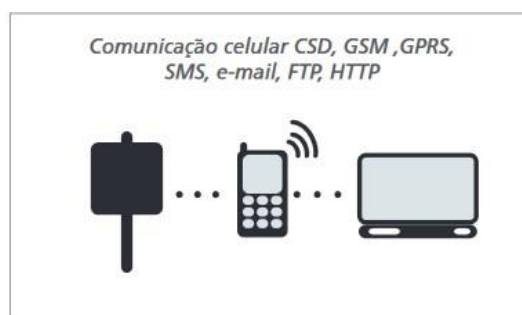 Comunicação celular CSD, GSM ,GPRS,
SMS, e-mail, FTP, HTTP